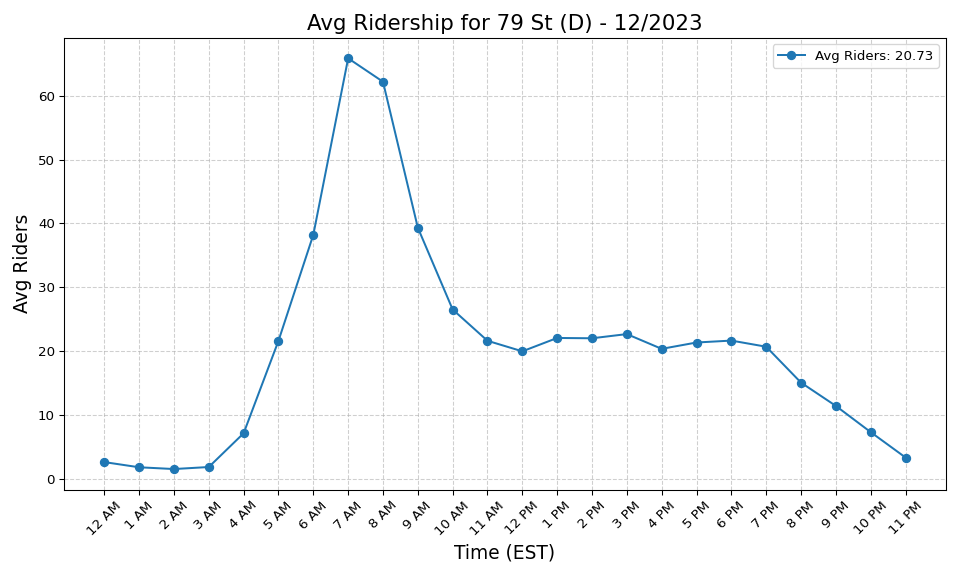 Avg Ridership for 79 St (D) - 12/2023
Avg Riders: 20.73
Avg Riders
60
50
40
30
20
10
0
12 AM 1 AM 2 AM 3 AM 4 AM 5 AM 6 AM 7 AM 8 AM 9 AM 10 AM 11 AM 12 PM 1 PM 2 PM 3 PM 4 PM 5 PM 6 PM 7 PM 8 PM 9 PM 10 PM 11 PM
Time (EST)